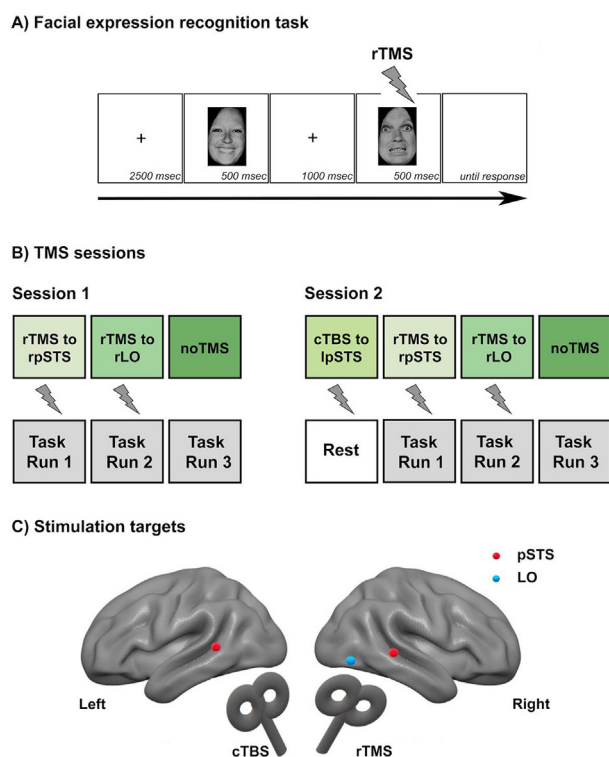 A) Facial expression recognition task
rTMS
+
+
2500 msec
500 msec
1000 msec
500 msec
until response
B) TMS sessions
Session 1
Session 2
rTMS to
rpSTS
rTMS to
rLO
noTMS
cTBS to
lpSTS
rTMS to
rpSTS
rTMS to
rLO
noTMS
Task
Run 1
Task
Run 2
Task
Run 3
Rest
Task
Run 1
Task
Run 2
Task
Run 3
C) Stimulation targets
pSTS
LO
Left
Right
cTBS
rTMS